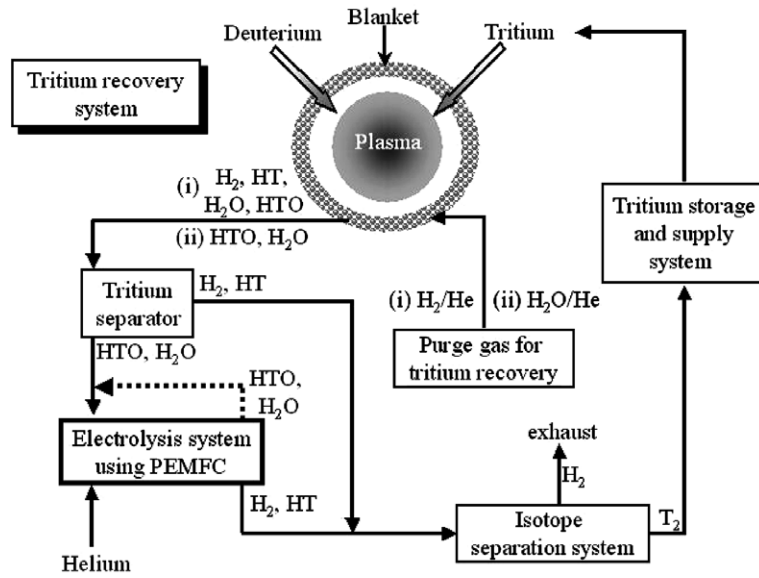 Blanket
Deuterium
Tritium
Tritium recovery
system
Plasma
(i) H₂, HT,
H₂O, HTO
(ii) HTO, H₂O
Tritium storage
and supply
system
Tritium
separator
H₂, HT
(i) H₂/He
(ii) H₂O/He
Purge gas for
tritium recovery
HTO, H₂O
HTO,
H₂O
Electrolysis system
using PEMFC
exhaust
H₂
H₂, HT
Isotope
separation system
T₂
Helium